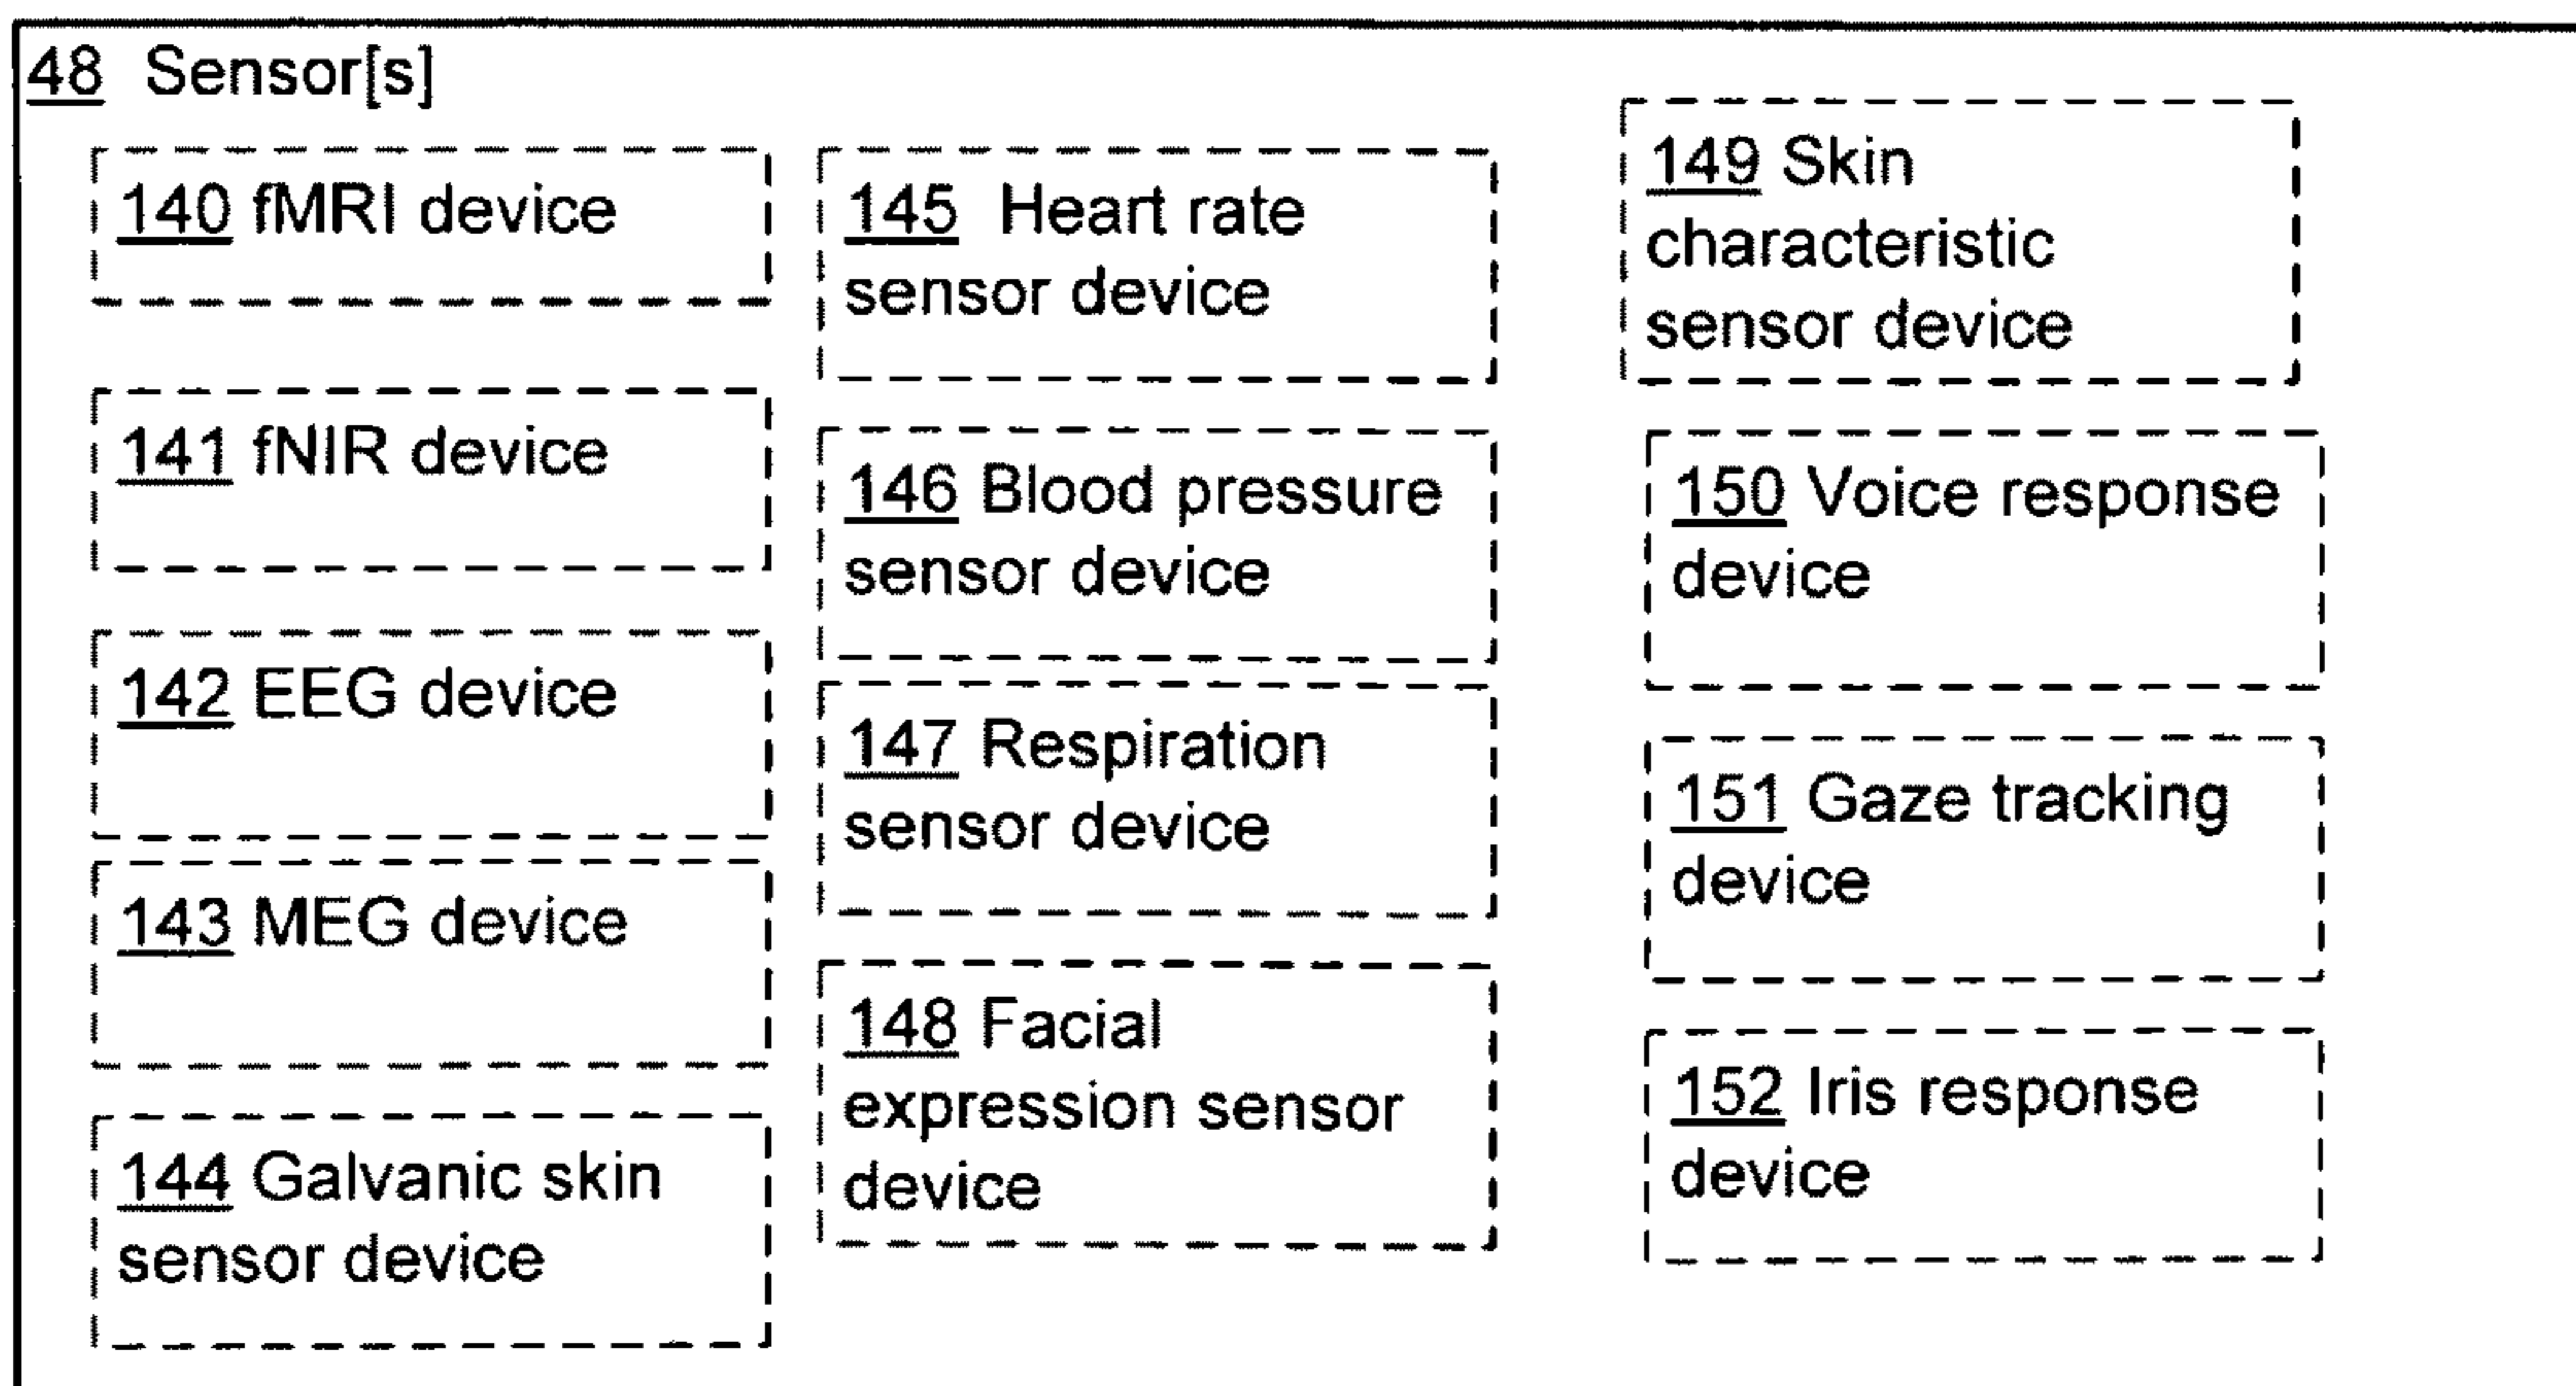 48 Sensor[s]
140 fMRI device
141 fNIR device
142 EEG device
143 MEG device
144 Galvanic skin
sensor device
145 Heart rate
sensor device
146 Blood pressure
sensor device
147 Respiration
sensor device
148 Facial
expression sensor
device
149 Skin
characteristic
sensor device
150 Voice response
device
151 Gaze tracking
device
152 Iris response
device